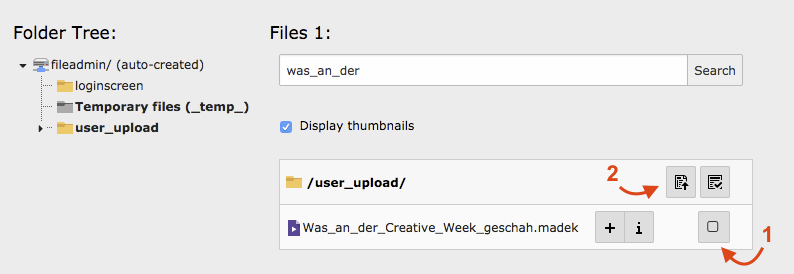 Folder Tree:
fileadmin/ (auto-created)
loginscreen
Temporary files (_temp_)
user_upload
Files 1:
was_an_der Search
Display thumbnails
/user_upload/ 2
Was_an_der_Creative_Week_geschah.madek + i 1